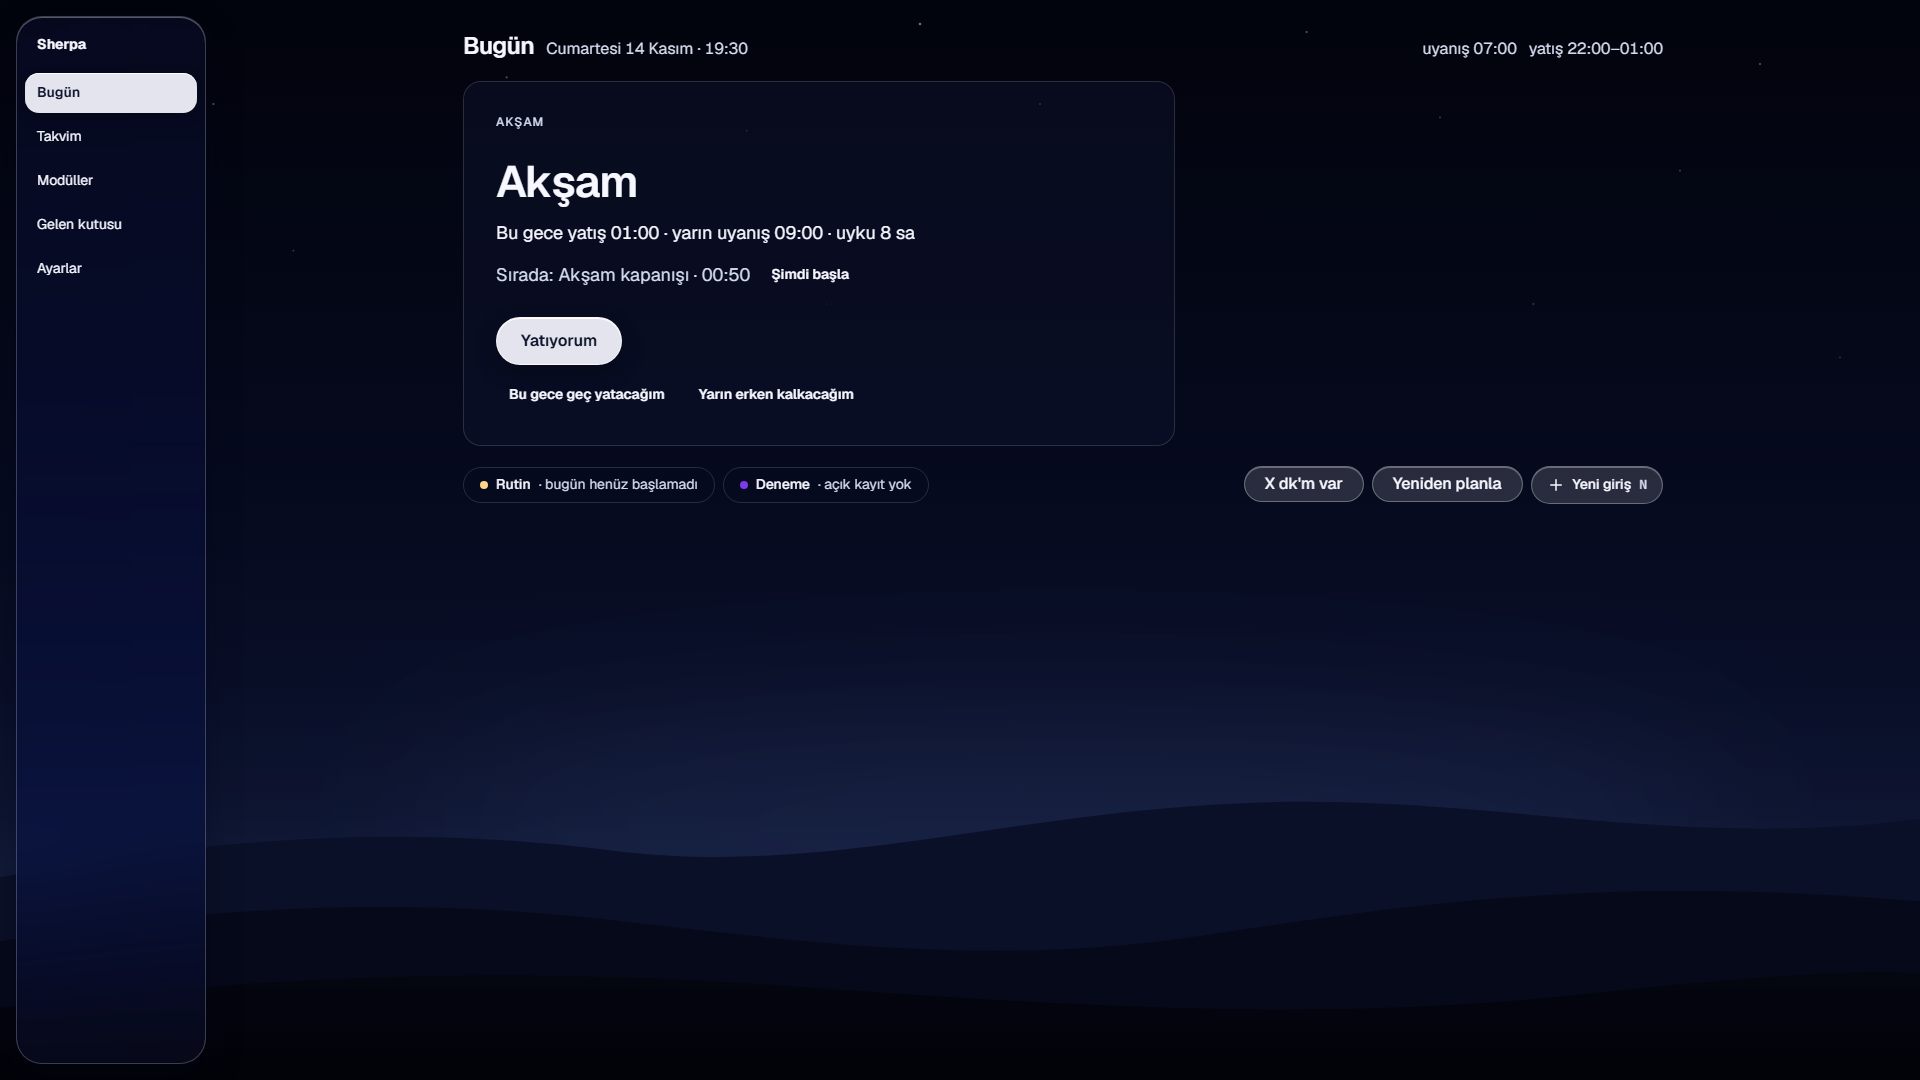 Sherpa
Bugün
Takvim
Modüller
Gelen kutusu
Ayarlar
Bugün Cumartesi 14 Kasım · 19:30
uyanış 07:00 yatış 22:00–01:00
AKŞAM
Akşam
Bu gece yatış 01:00 · yarın uyanış 09:00 · uyku 8 sa
Sırada: Akşam kapanışı · 00:50 Şimdi başla
Yatıyorum
Bu gece geç yatacağım Yarın erken kalkacağım
Rutin · bugün henüz başlamadı Deneme · açık kayıt yok
X dk'm var Yeniden planla + Yeni giriş N